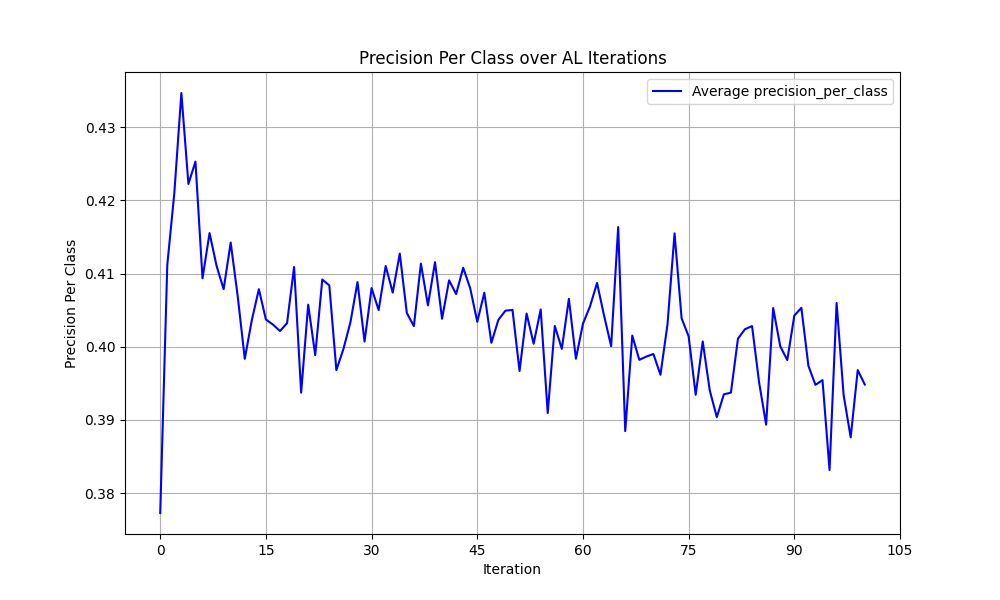 Precision Per Class over AL Iterations
Average precision_per_class
Precision Per Class
0.43
0.42
0.41
0.40
0.39
0.38
0 15 30 45 60 75 90 105
Iteration